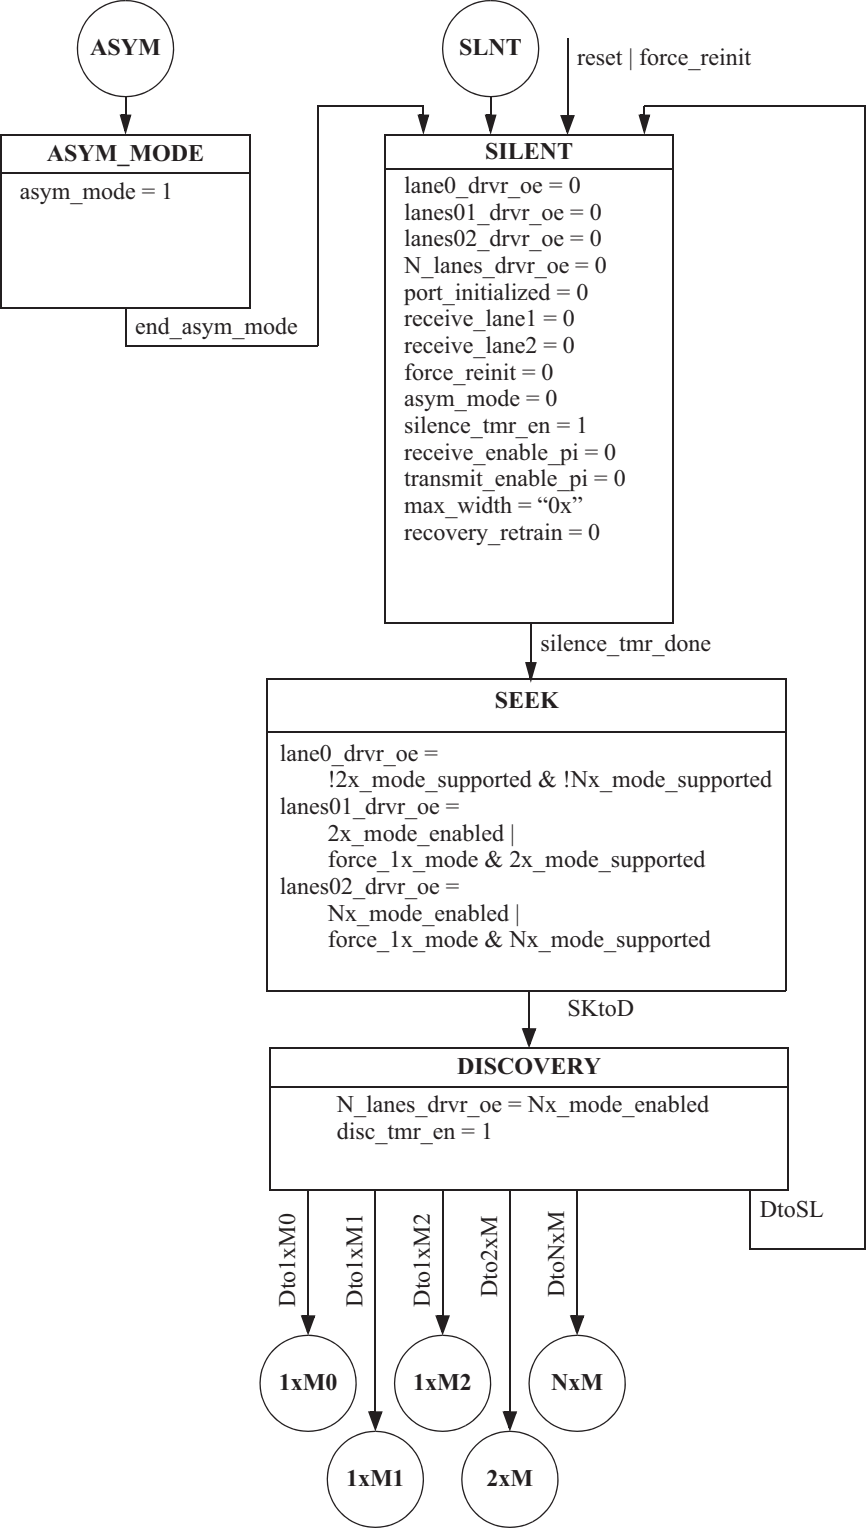 ASYM
SLNT
reset | force_reinit
ASYM_MODE
asym_mode = 1
end_asym_mode
SILENT
lane0_drvr_oe = 0
lanes01_drvr_oe = 0
lanes02_drvr_oe = 0
N_lanes_drvr_oe = 0
port_initialized = 0
receive_lane1 = 0
receive_lane2 = 0
force_reinit = 0
asym_mode = 0
silence_tmr_en = 1
receive_enable_pi = 0
transmit_enable_pi = 0
max_width = “0x”
recovery_retrain = 0
silence_tmr_done
SEEK
lane0_drvr_oe =
!2x_mode_supported & !Nx_mode_supported
lanes01_drvr_oe =
2x_mode_enabled |
force_1x_mode & 2x_mode_supported
lanes02_drvr_oe =
Nx_mode_enabled |
force_1x_mode & Nx_mode_supported
SKtoD
DISCOVERY
N_lanes_drvr_oe = Nx_mode_enabled
disc_tmr_en = 1
Dto1xM0
Dto1xM1
Dto1xM2
Dto2xM
DtoNxM
DtoSL
1xM0
1xM2
NxM
1xM1
2xM